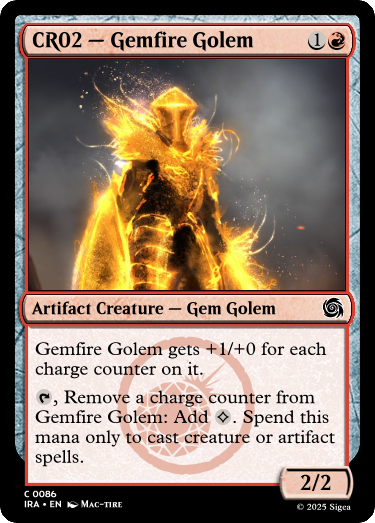 CR02 — Gemfire Golem 1
Artifact Creature — Gem Golem
Gemfire Golem gets +1/+0 for each
charge counter on it.
, Remove a charge counter from
Gemfire Golem: Add . Spend this
mana only to cast creature or artifact
spells.
2/2
C 0086
IRA • EN Mac-tire
© 2025 Sigea